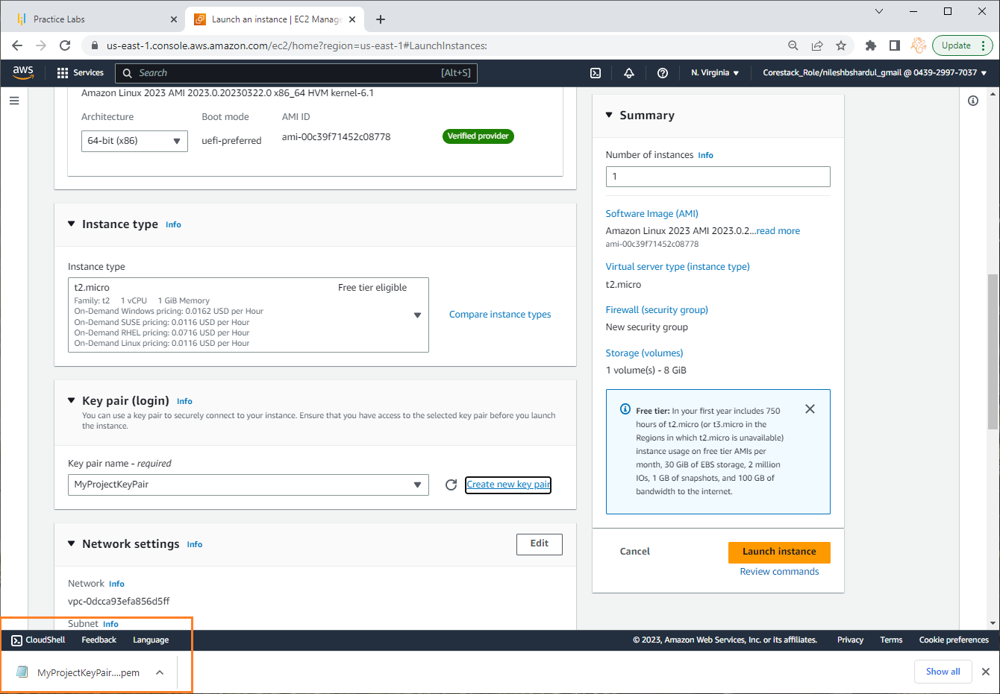 Practice Labs
Launch an instance | EC2 Manage
us-east-1.console.aws.amazon.com/ec2/home?region=us-east-1#LaunchInstances:
Update
aws
Services
Search
[Alt+S]
N. Virginia
Corestack_Role/nileshbshardul_gmail @ 0439-2997-7037
Amazon Linux 2023 AMI 2023.0.20230322.0 x86_64 HVM kernel-6.1
Architecture
Boot mode
AMI ID
64-bit (x86)
uefi-preferred
ami-00c39f71452c08778
Verified provider
Instance type Info
Instance type
t2.micro
Free tier eligible
Family: t2 1 vCPU 1 GiB Memory
On-Demand Windows pricing: 0.0162 USD per Hour
On-Demand SUSE pricing: 0.0116 USD per Hour
On-Demand RHEL pricing: 0.0716 USD per Hour
On-Demand Linux pricing: 0.0116 USD per Hour
Compare instance types
Key pair (login) Info
You can use a key pair to securely connect to your instance. Ensure that you have access to the selected key pair before you launch
the instance.
Key pair name - required
MyProjectKeyPair
Create new key pair
Network settings Info
Edit
Network Info
vpc-0dcca93efa856d5ff
Subnet Info
Summary
Number of instances Info
1
Software Image (AMI)
Amazon Linux 2023 AMI 2023.0.2...read more
ami-00c39f71452c08778
Virtual server type (instance type)
t2.micro
Firewall (security group)
New security group
Storage (volumes)
1 volume(s) - 8 GiB
Free tier: In your first year includes 750
hours of t2.micro (or t3.micro in the
Regions in which t2.micro is unavailable)
instance usage on free tier AMIs per
month, 30 GiB of EBS storage, 2 million
IOs, 1 GB of snapshots, and 100 GB of
bandwidth to the internet.
Cancel
Launch instance
Review commands
CloudShell
Feedback
Language
© 2023, Amazon Web Services, Inc. or its affiliates.
Privacy
Terms
Cookie preferences
MyProjectKeyPair....pem
Show all